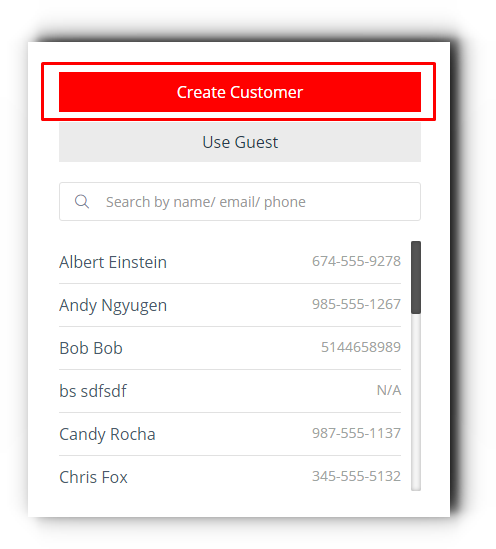 Create Customer
Use Guest
Search by name/ email/ phone
Albert Einstein 674-555-9278
Andy Ngyugen 985-555-1267
Bob Bob 5144658989
bs sdfsdf N/A
Candy Rocha 987-555-1137
Chris Fox 345-555-5132